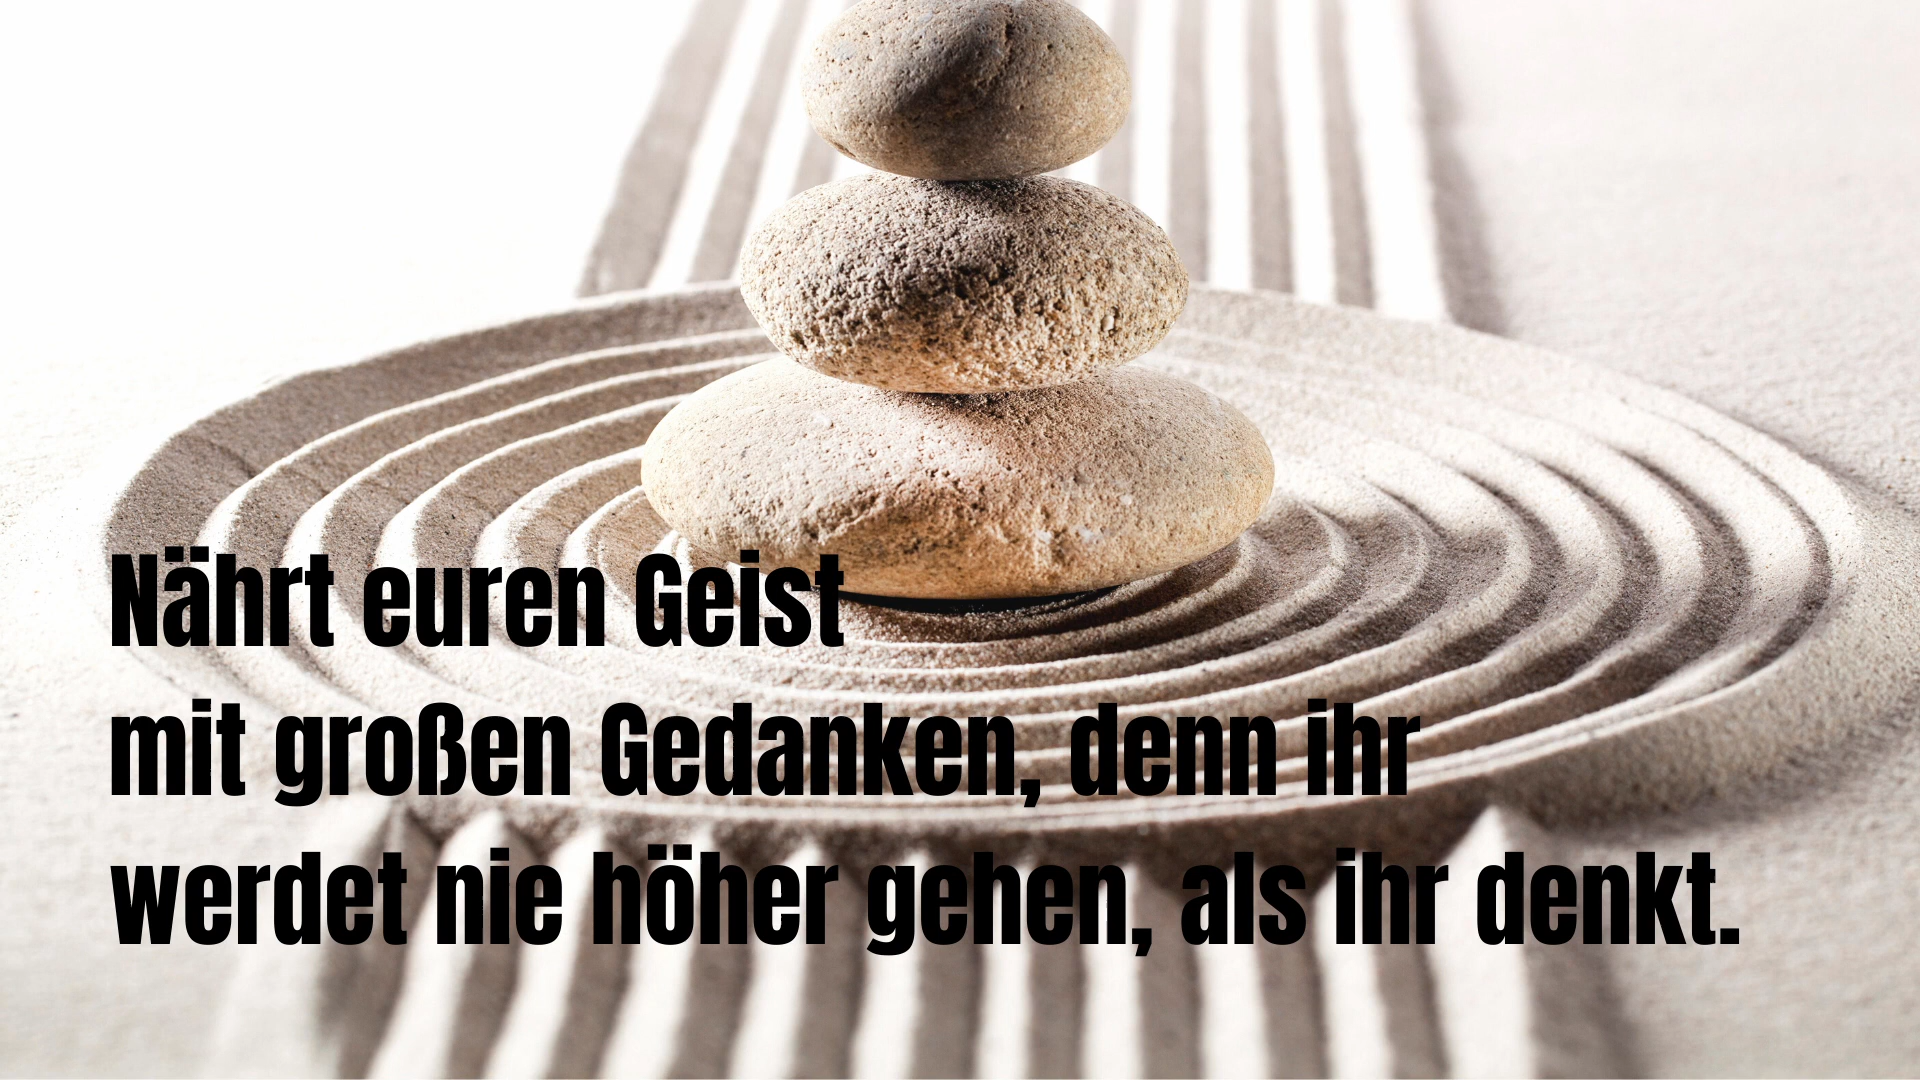 Nährt euren Geist
mit großen Gedanken, denn ihr
werdet nie höher gehen, als ihr denkt.